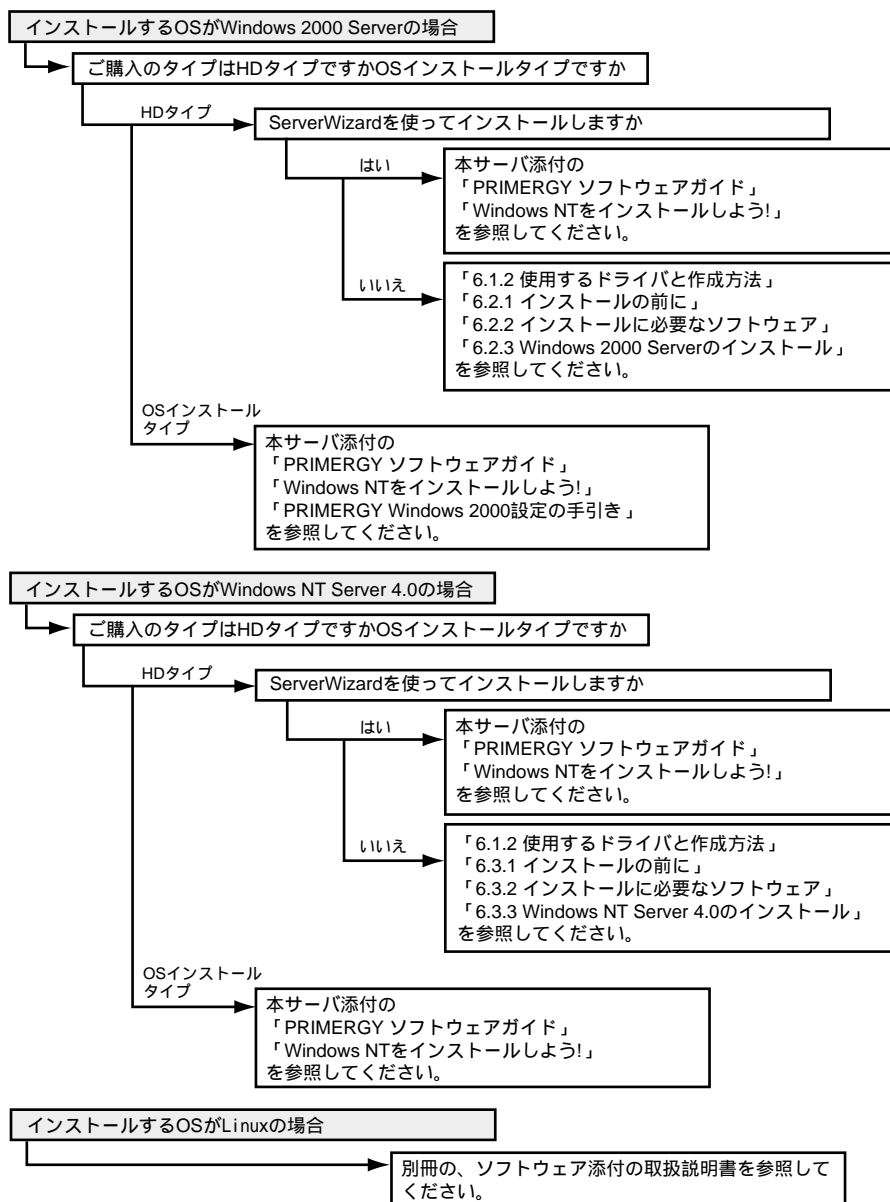 インストールするOSがWindows 2000 Serverの場合
ご購入のタイプはHDタイプですかOSインストールタイプですか
HDタイプ
ServerWizardを使ってインストールしますか
はい
本サーバ添付の
「PRIMERGY ソフトウェアガイド」
「Windows NTをインストールしよう!」
を参照してください。
いいえ
「6.1.2 使用するドライバと作成方法」
「6.2.1 インストールの前に」
「6.2.2 インストールに必要なソフトウェア」
「6.2.3 Windows 2000 Serverのインストール」
を参照してください。
OSインストール
タイプ
本サーバ添付の
「PRIMERGY ソフトウェアガイド」
「Windows NTをインストールしよう!」
「PRIMERGY Windows 2000設定の手引き」
を参照してください。
インストールするOSがWindows NT Server 4.0の場合
ご購入のタイプはHDタイプですかOSインストールタイプですか
HDタイプ
ServerWizardを使ってインストールしますか
はい
本サーバ添付の
「PRIMERGY ソフトウェアガイド」
「Windows NTをインストールしよう!」
を参照してください。
いいえ
「6.1.2 使用するドライバと作成方法」
「6.3.1 インストールの前に」
「6.3.2 インストールに必要なソフトウェア」
「6.3.3 Windows NT Server 4.0のインストール」
を参照してください。
OSインストール
タイプ
本サーバ添付の
「PRIMERGY ソフトウェアガイド」
「Windows NTをインストールしよう!」
を参照してください。
インストールするOSがLinuxの場合
別冊の、ソフトウェア添付の取扱説明書を参照して
ください。